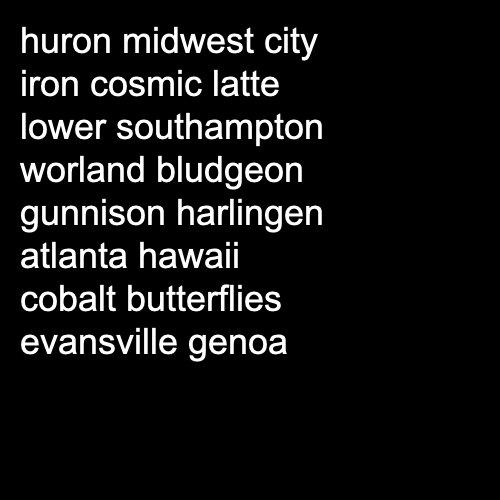 huron midwest city
iron cosmic latte
lower southampton
worland bludgeon
gunnison harlingen
atlanta hawaii
cobalt butterflies
evansville genoa